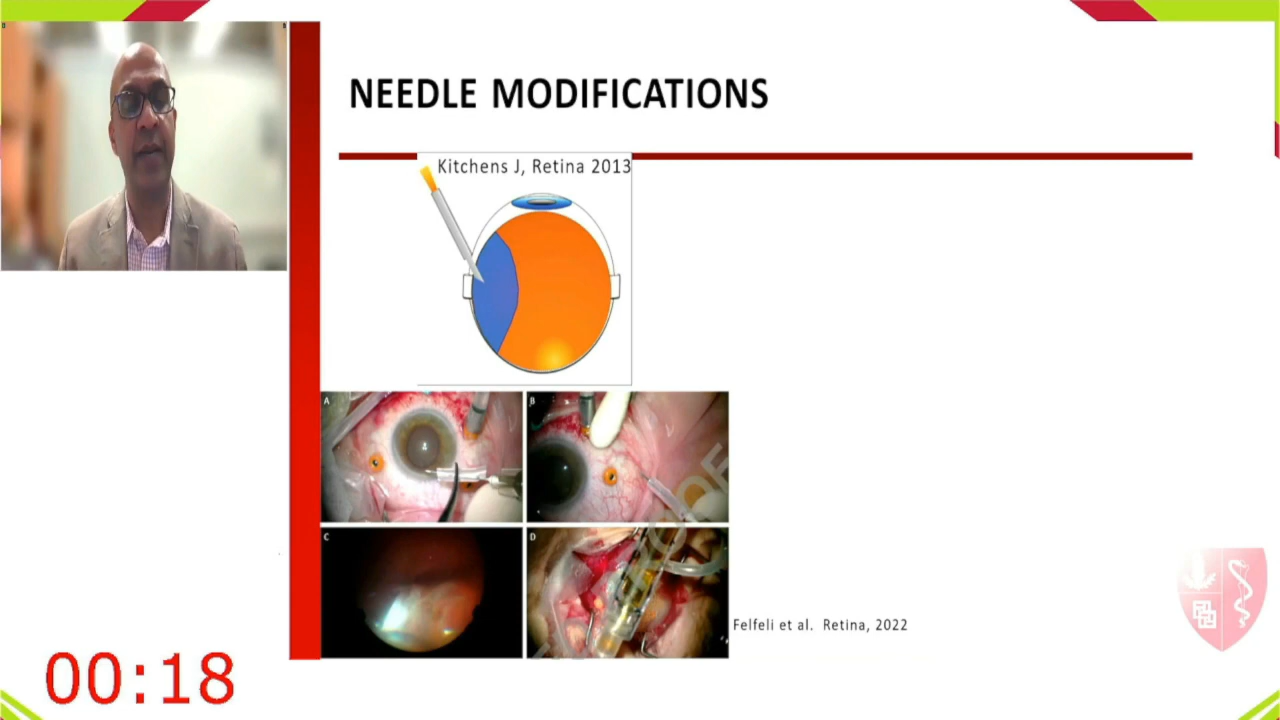 NEEDLE MODIFICATIONS
Kitchens J, Retina 2013
A
B
C
D
Felfeli et al. Retina, 2022
00:18